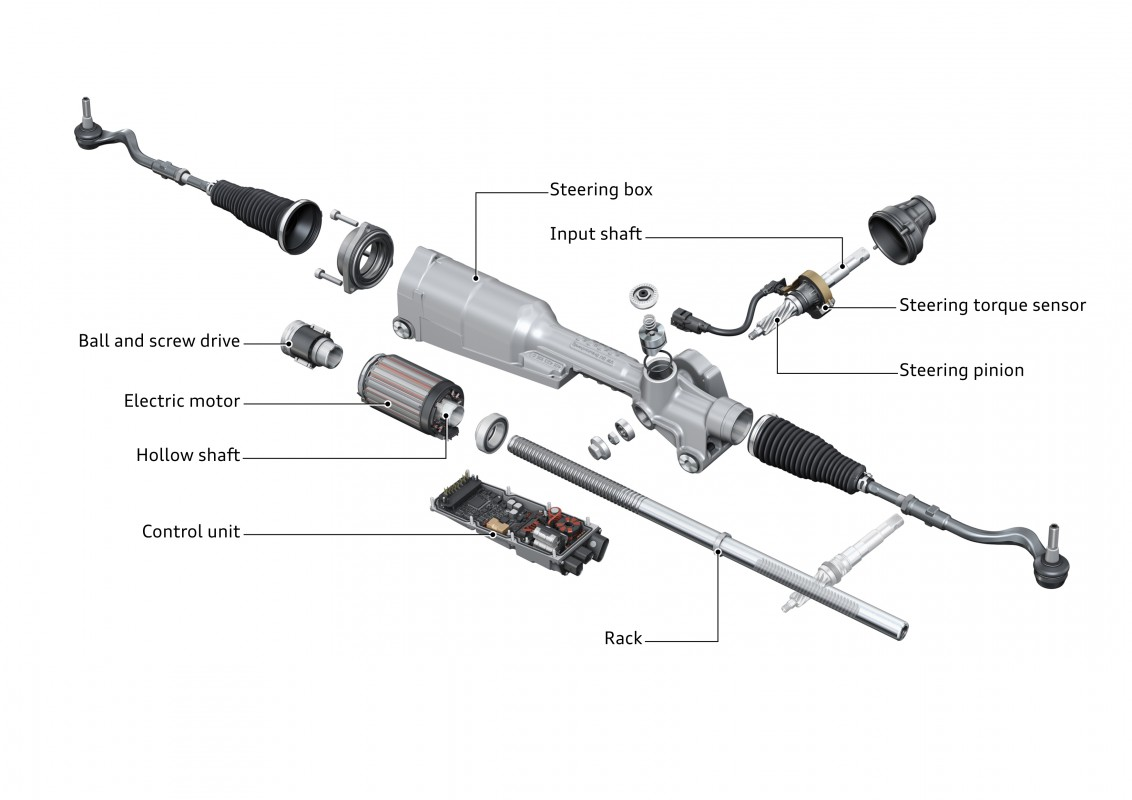 Steering box
Input shaft
Steering torque sensor
Ball and screw drive
Steering pinion
Electric motor
Hollow shaft
Control unit
Rack